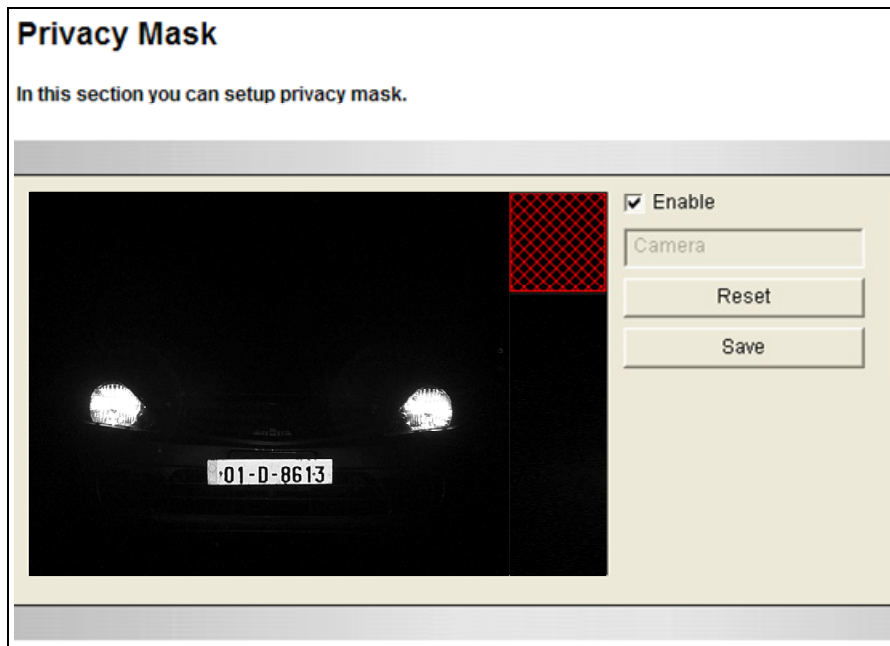 Privacy Mask
In this section you can setup privacy mask.
Enable
Camera
Reset
Save
01-D-8613